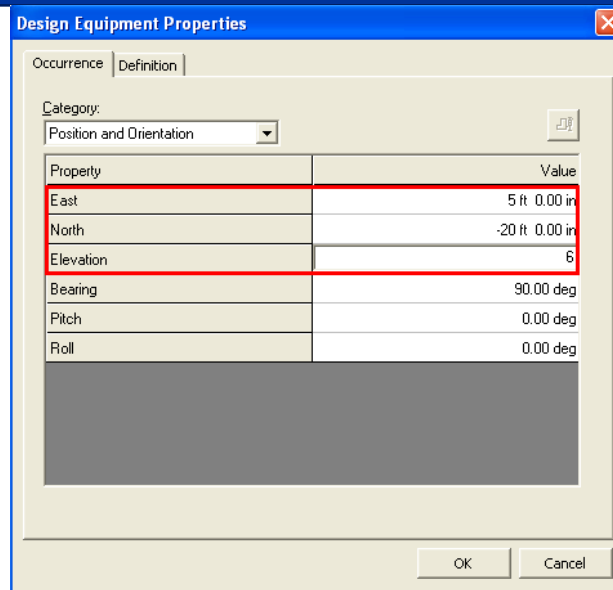 Design Equipment Properties
Occurrence Definition
Category:
Position and Orientation
Property Value
East 5 ft 0.00 in
North -20 ft 0.00 in
Elevation 6
Bearing 90.00 deg
Pitch 0.00 deg
Roll 0.00 deg
OK Cancel